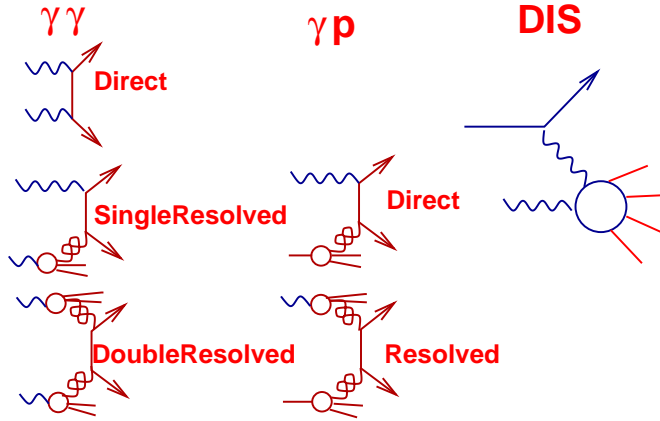 γγ
γp
DIS
Direct
SingleResolved
Direct
DoubleResolved
Resolved